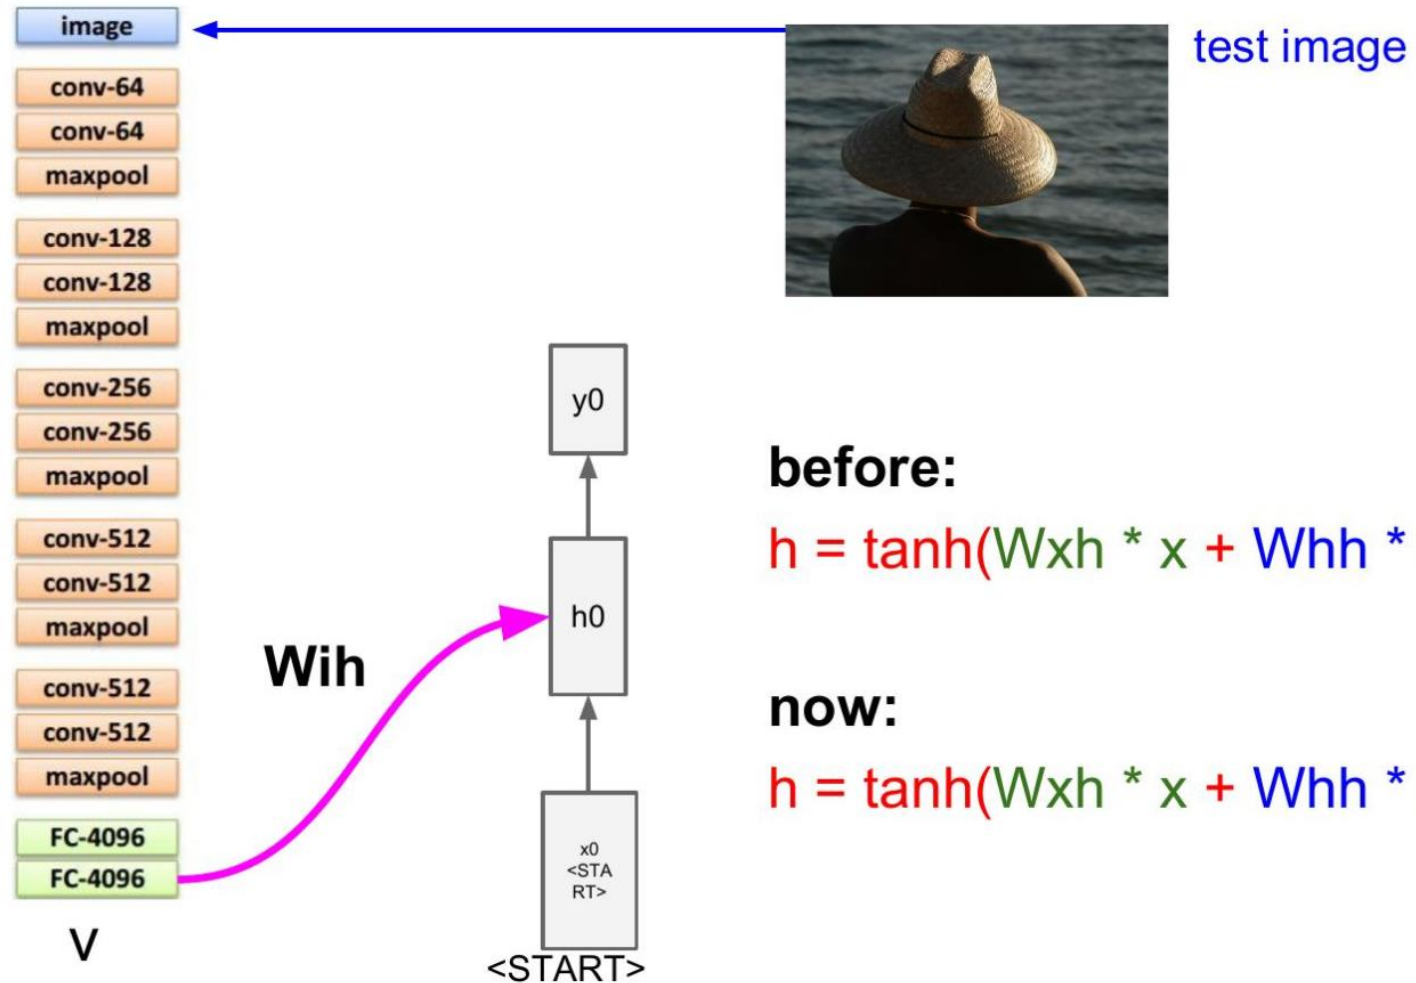 image
conv-64
conv-64
maxpool
conv-128
conv-128
maxpool
conv-256
conv-256
maxpool
conv-512
conv-512
maxpool
conv-512
conv-512
maxpool
FC-4096
FC-4096
v
Wih
y0
h0
x0
<STA
RT>
<START>
test image
before:
h = tanh(Wxh * x + Whh *
now:
h = tanh(Wxh * x + Whh *